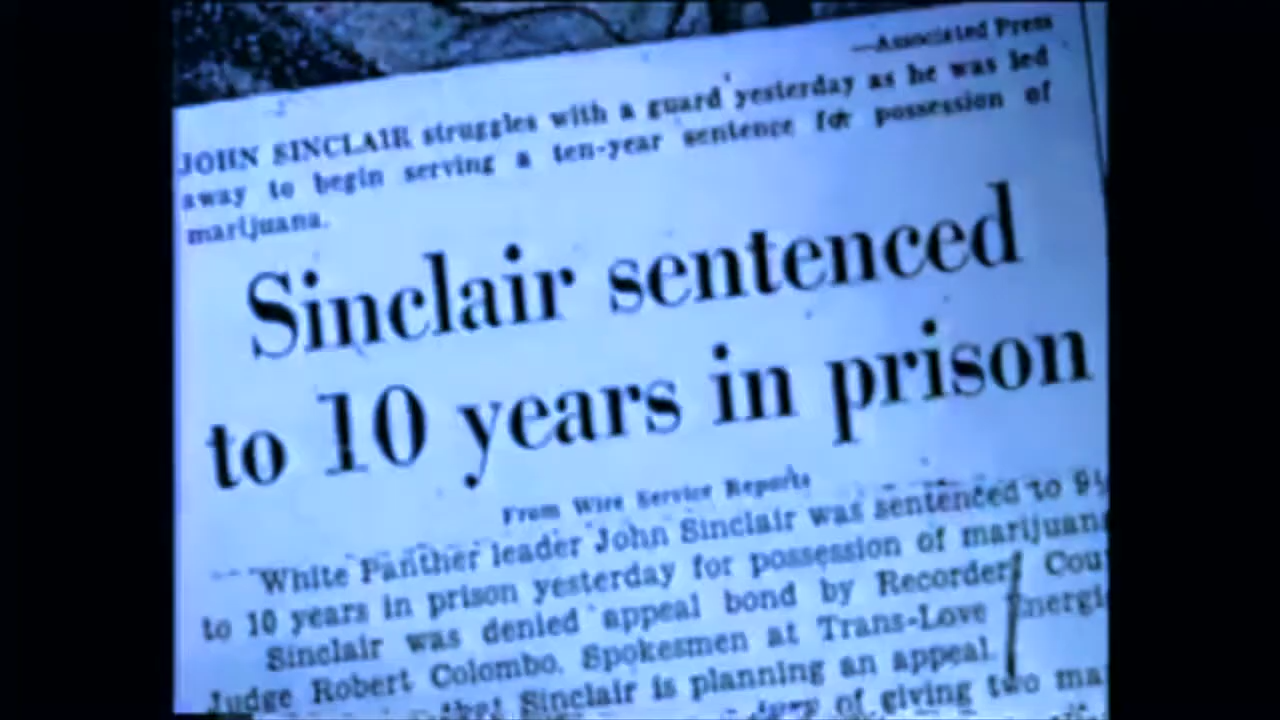 —Associated Press
JOHN SINCLAIR struggles with a guard yesterday as he was led
away to begin serving a ten-year sentence for possession of
marijuana.
Sinclair sentenced
to 10 years in prison
From Wire Service Reports
White Panther leader John Sinclair was sentenced to 9½
to 10 years in prison yesterday for possession of marijuana
Sinclair was denied appeal bond by Recorder's Cou
Judge Robert Colombo. Spokesmen at Trans-Love Energi
that Sinclair is planning an appeal.
of giving two ma